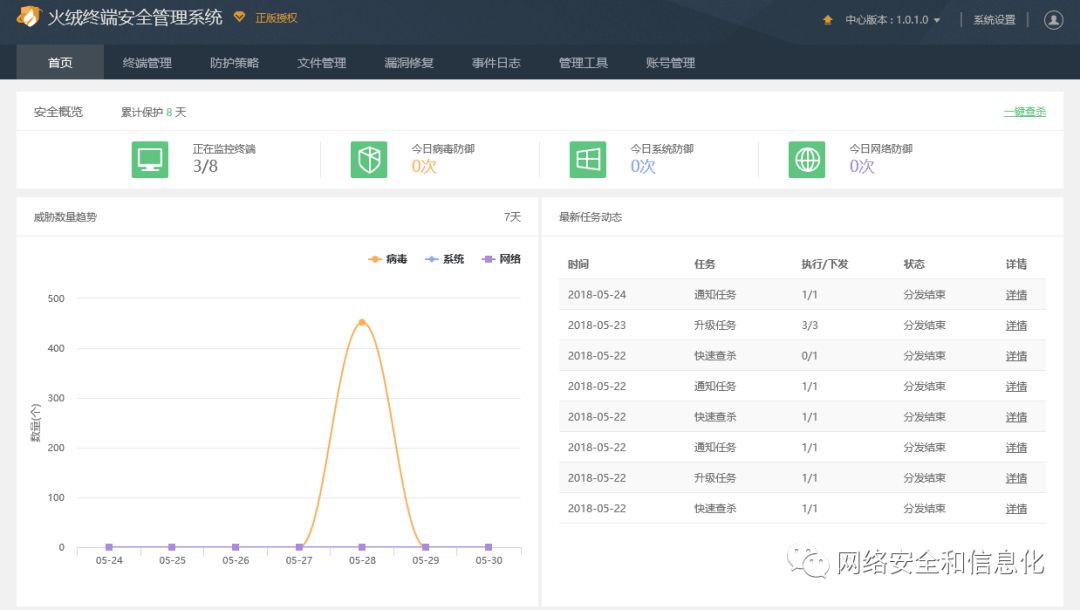 火绒终端安全管理系统 正版授权 中心版本 : 1.0.1.0 系统设置
首页 终端管理 防护策略 文件管理 漏洞修复 事件日志 管理工具 账号管理
安全概览 累计保护 8 天 一键查杀
正在监控终端 今日病毒防御 今日系统防御 今日网络防御
3/8 0次 0次 0次
威胁数量趋势 7天
病毒 系统 网络
500
400
300
200
100
0
数量(个)
05-24 05-25 05-26 05-27 05-28 05-29 05-30
最新任务动态
时间 任务 执行/下发 状态 详情
2018-05-24 通知任务 1/1 分发结束 详情
2018-05-23 升级任务 3/3 分发结束 详情
2018-05-22 快速查杀 0/1 分发结束 详情
2018-05-22 通知任务 1/1 分发结束 详情
2018-05-22 快速查杀 1/1 分发结束 详情
2018-05-22 通知任务 1/1 分发结束 详情
2018-05-22 升级任务 1/1 分发结束 详情
2018-05-22 快速查杀 1/1 分发结束 详情
网络安全和信息化